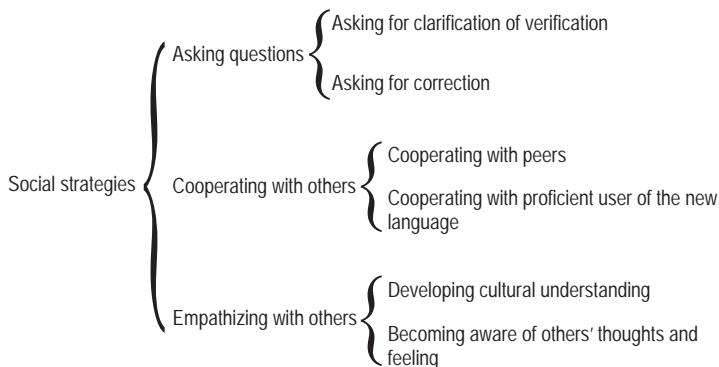 Asking for clarification of verification
Asking questions
Asking for correction
Cooperating with peers
Social strategies
Cooperating with others
Cooperating with proficient user of the new
language
Developing cultural understanding
Empathizing with others
Becoming aware of others' thoughts and
feeling